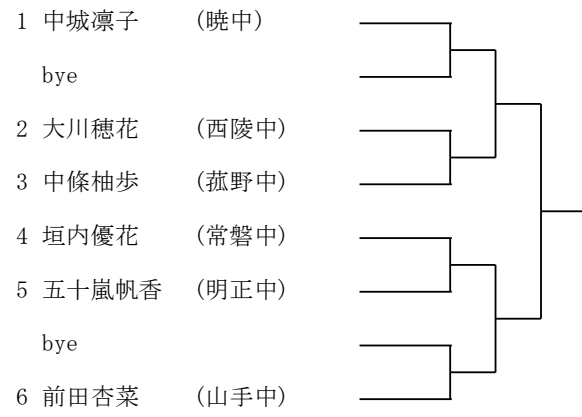 1 中城凛子 (暁中)
bye
2 大川穂花 (西陵中)
3 中條柚歩 (菰野中)
4 垣内優花 (常磐中)
5 五十嵐帆香 (明正中)
bye
6 前田杏菜 (山手中)